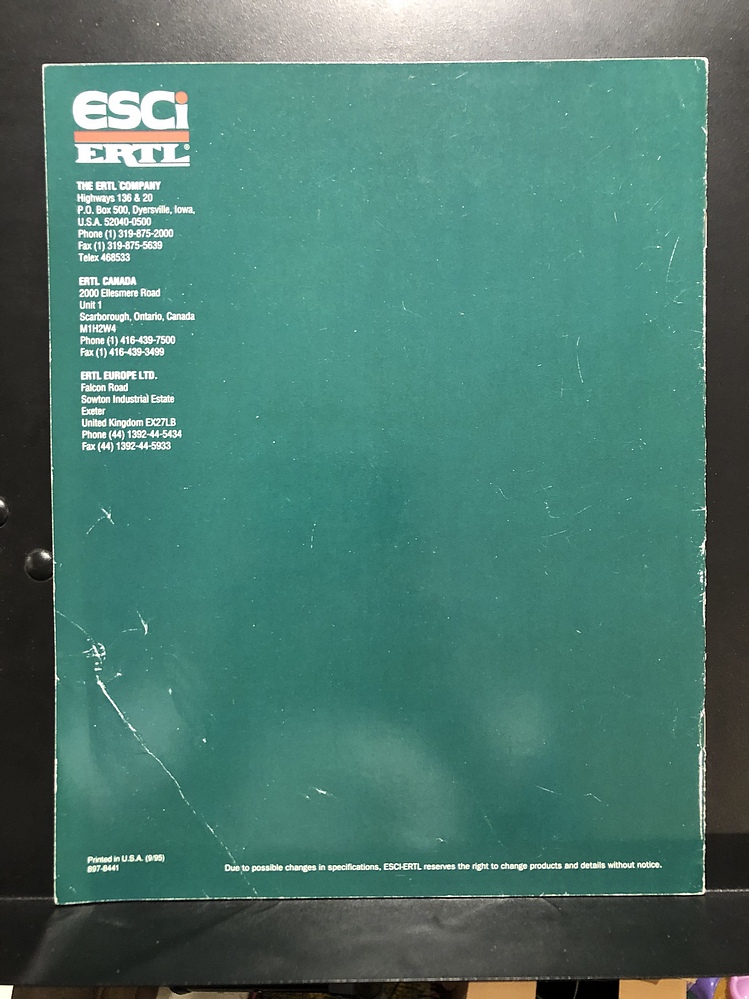 ESCi
ERTL®
THE ERTL COMPANY
Highways 136 & 20
P.O. Box 500, Dyersville, Iowa,
U.S.A. 52040-0500
Phone (1) 319-875-2000
Fax (1) 319-875-5639
Telex 468533
ERTL CANADA
2000 Ellesmere Road
Unit 1
Scarborough, Ontario, Canada
M1H2W4
Phone (1) 416-439-7500
Fax (1) 416-439-3499
ERTL EUROPE LTD.
Falcon Road
Sowton Industrial Estate
Exeter
United Kingdom EX27LB
Phone (44) 1392-44-5434
Fax (44) 1392-44-5933
Printed in U.S.A. (9/95)
897-8441
Due to possible changes in specifications, ESCI-ERTL reserves the right to change products and details without notice.